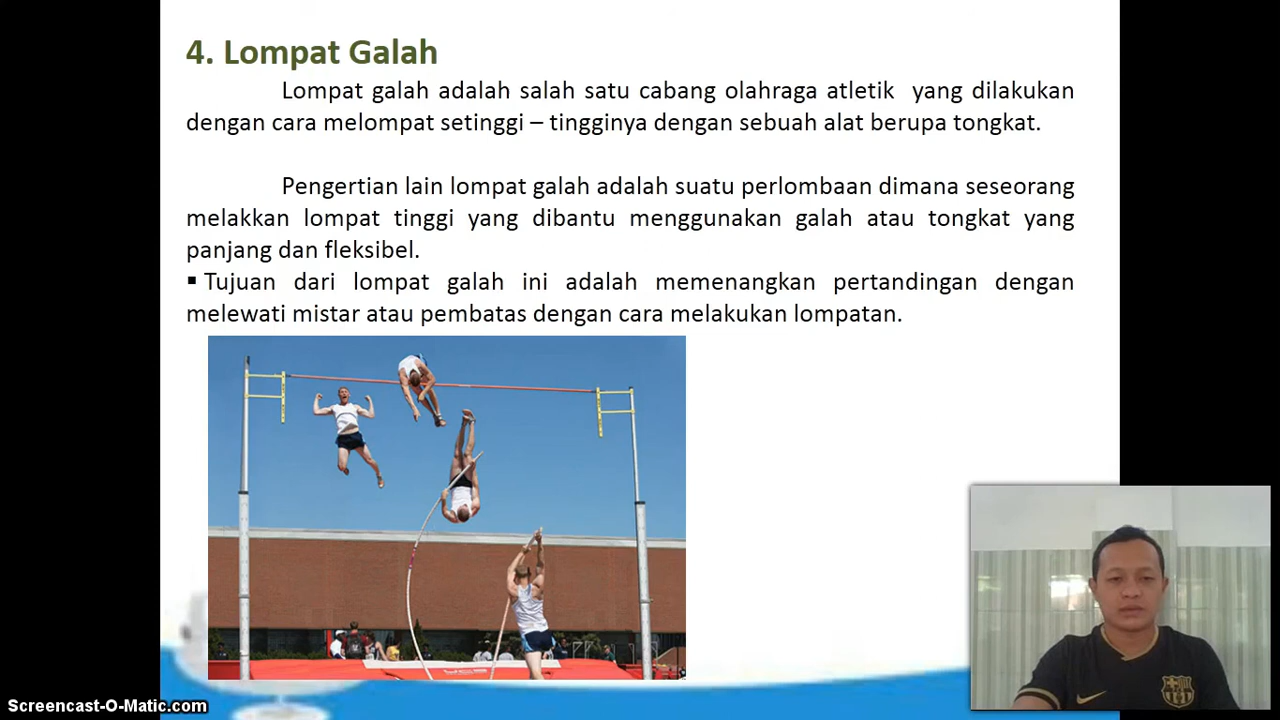 4. Lompat Galah
Lompat galah adalah salah satu cabang olahraga atletik yang dilakukan
dengan cara melompat setinggi – tingginya dengan sebuah alat berupa tongkat.
Pengertian lain lompat galah adalah suatu perlombaan dimana seseorang
melakkan lompat tinggi yang dibantu menggunakan galah atau tongkat yang
panjang dan fleksibel.
▪ Tujuan dari lompat galah ini adalah memenangkan pertandingan dengan
melewati mistar atau pembatas dengan cara melakukan lompatan.
Screencast-O-Matic.com